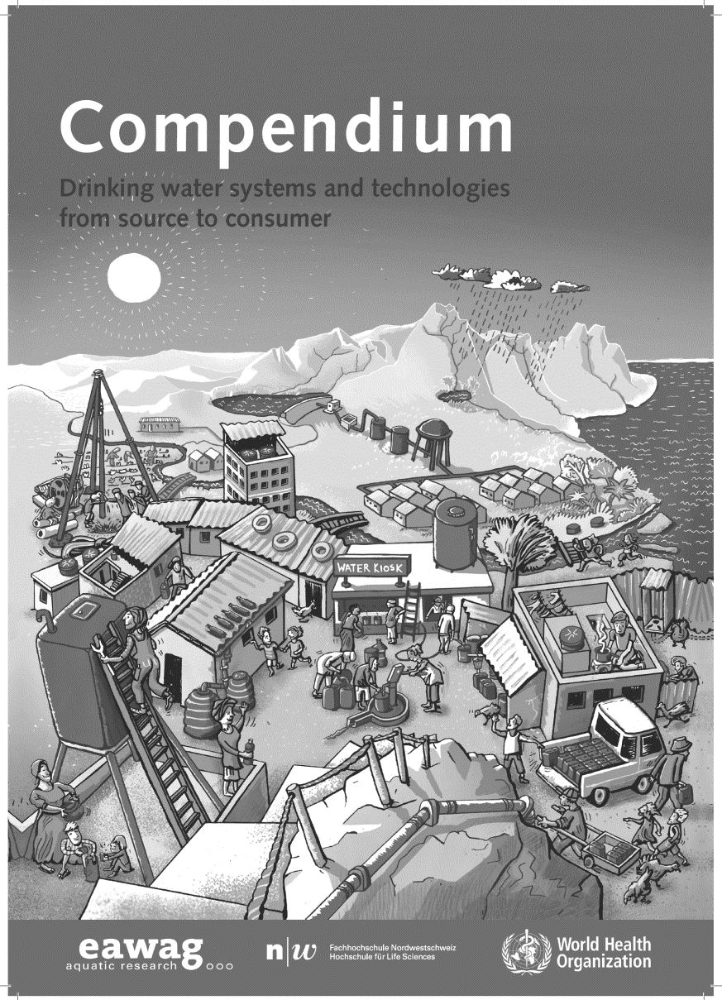 Compendium
Drinking water systems and technologies
from source to consumer
WATER KIOSK
eawag
aquatic research ooo
n|w
Fachhochschule Nordwestschweiz
Hochschule für Life Sciences
World Health
Organization